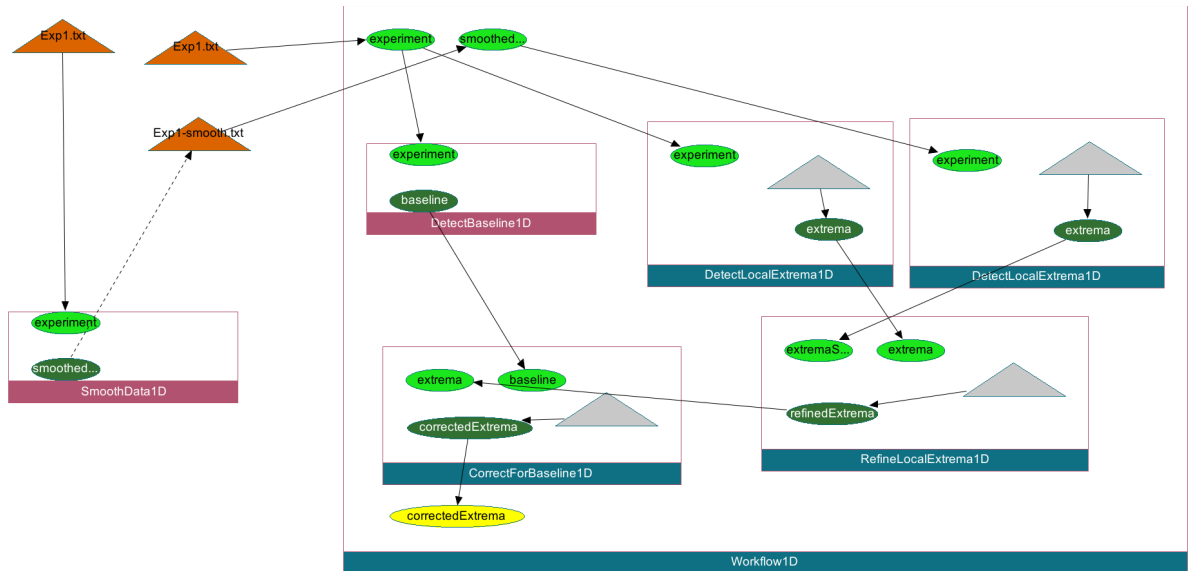 Exp1.txt
Exp1.txt
experiment
smoothed...
Exp1-smooth.txt
experiment
experiment
experiment
baseline
DetectBaseline1D
extrema
DetectLocalExtrema1D
extrema
DetectLocalExtrema1D
experiment
smoothed...
SmoothData1D
extremaS...
extrema
extrema
baseline
refinedExtrema
correctedExtrema
RefineLocalExtrema1D
CorrectForBaseline1D
correctedExtrema
Workflow1D